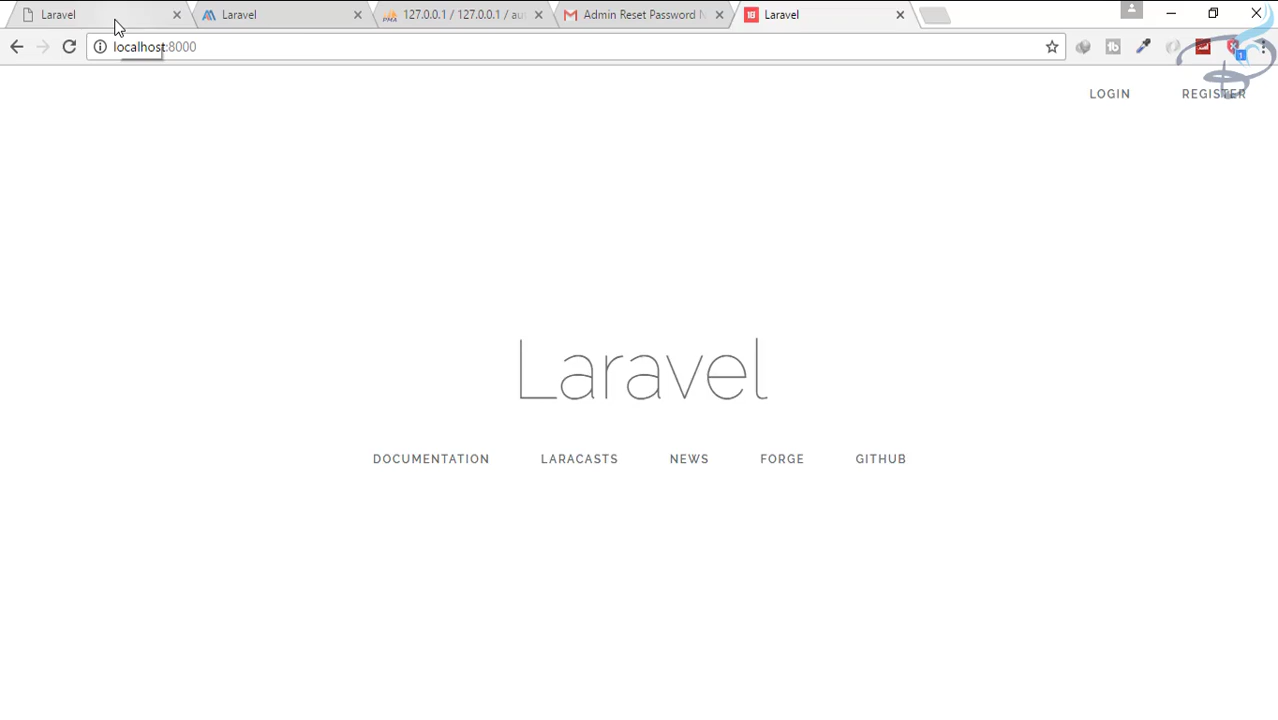 Laravel
Laravel
127.0.0.1 / 127.0.0.1 / au
Admin Reset Password N
Laravel
localhost:8000
LOGIN REGISTER
Laravel
DOCUMENTATION LARACASTS NEWS FORGE GITHUB